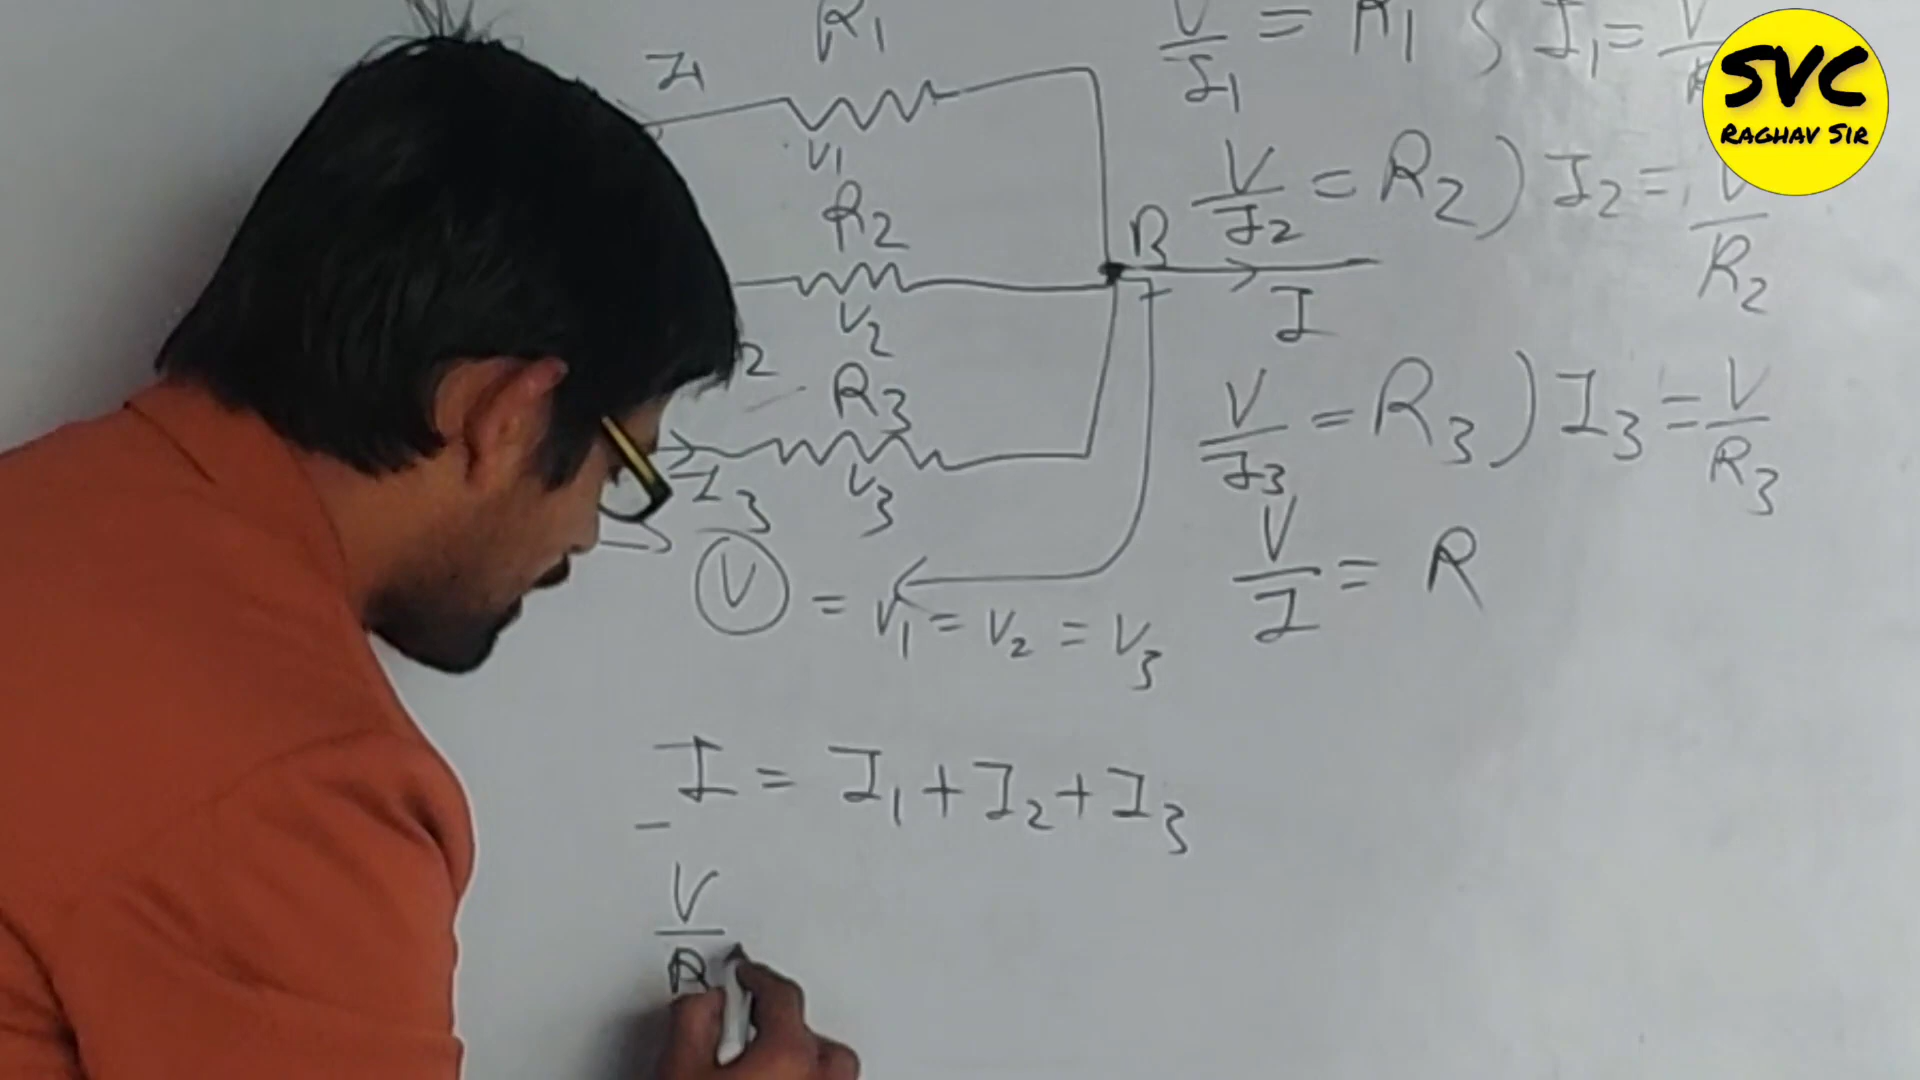 R1
I1
V1
R2
V2
2
R3
I3
V3
B
I
V = V1 = V2 = V3
I = I1 + I2 + I3
V/R
V/I1 = R1 ) I1 = V/
V/I2 = R2 ) I2 = V/R2
V/I3 = R3 ) I3 = V/R3
V/I = R
SVC
RAGHAV SIR